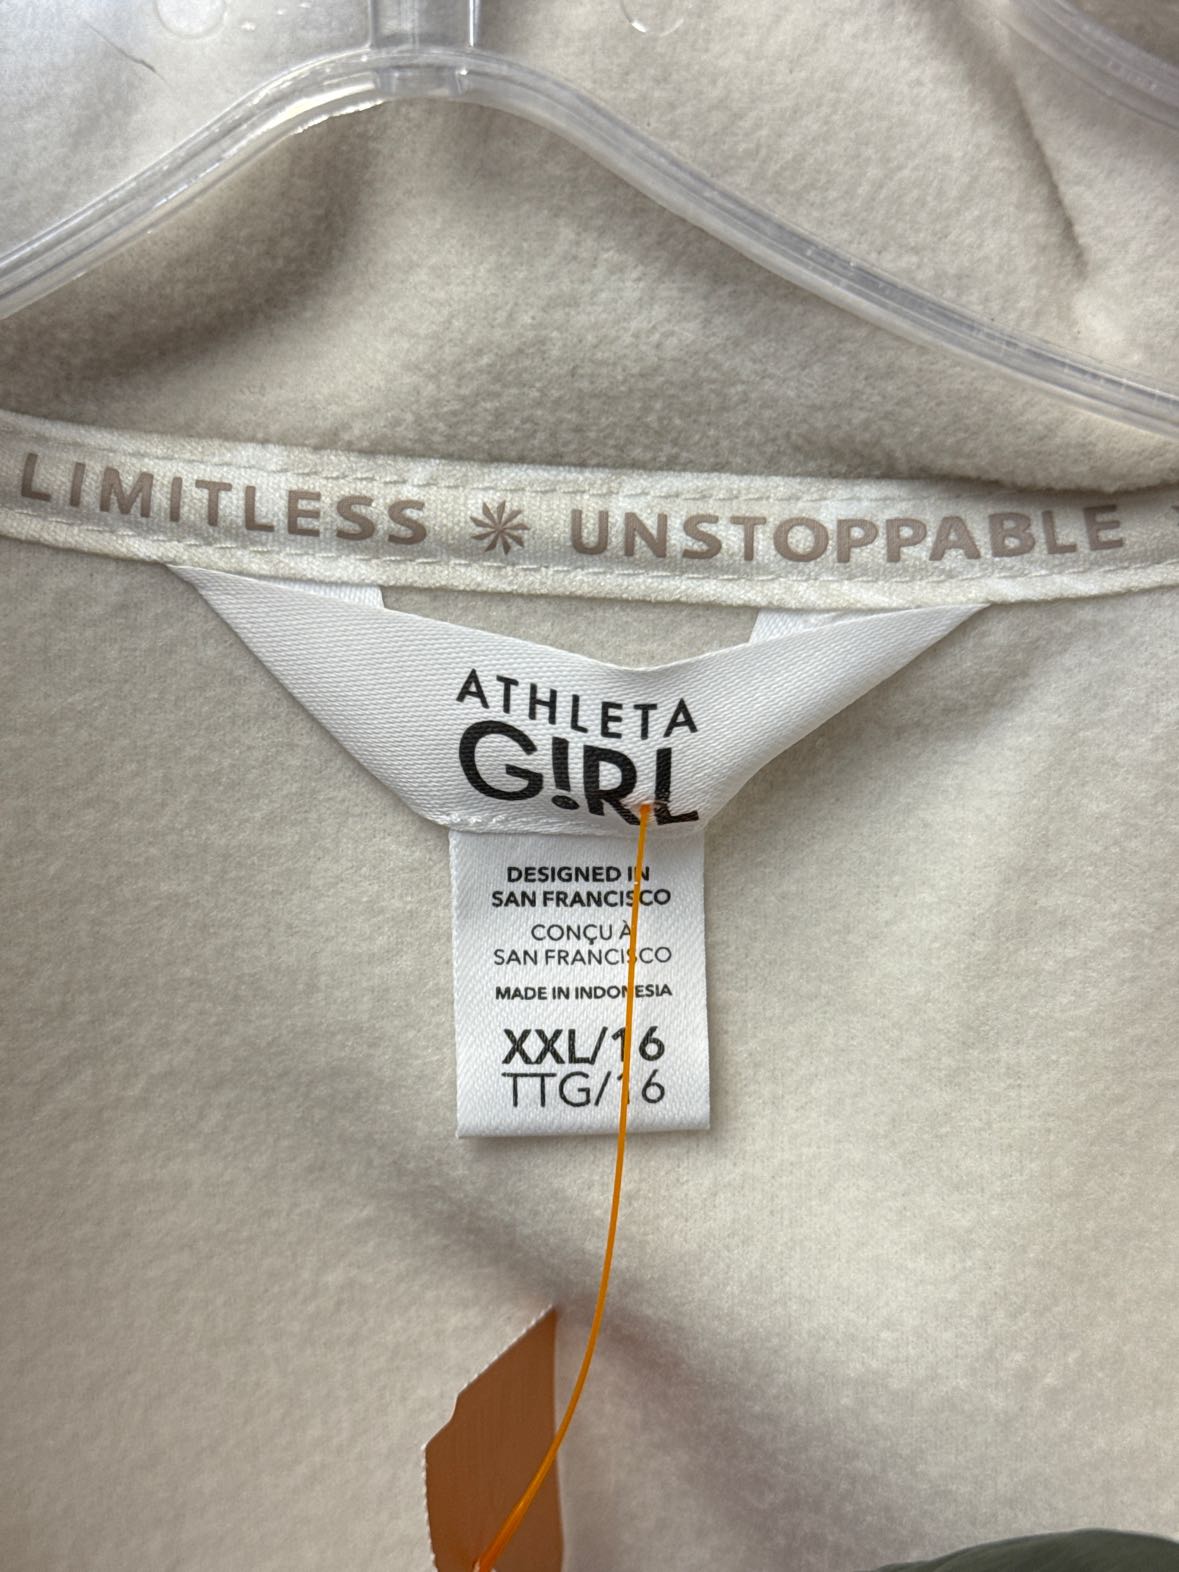 LIMITLESS UNSTOPPABLE
ATHLETA
G!RL
DESIGNED IN
SAN FRANCISCO
CONÇU À
SAN FRANCISCO
MADE IN INDONESIA
XXL/16
TTG/16